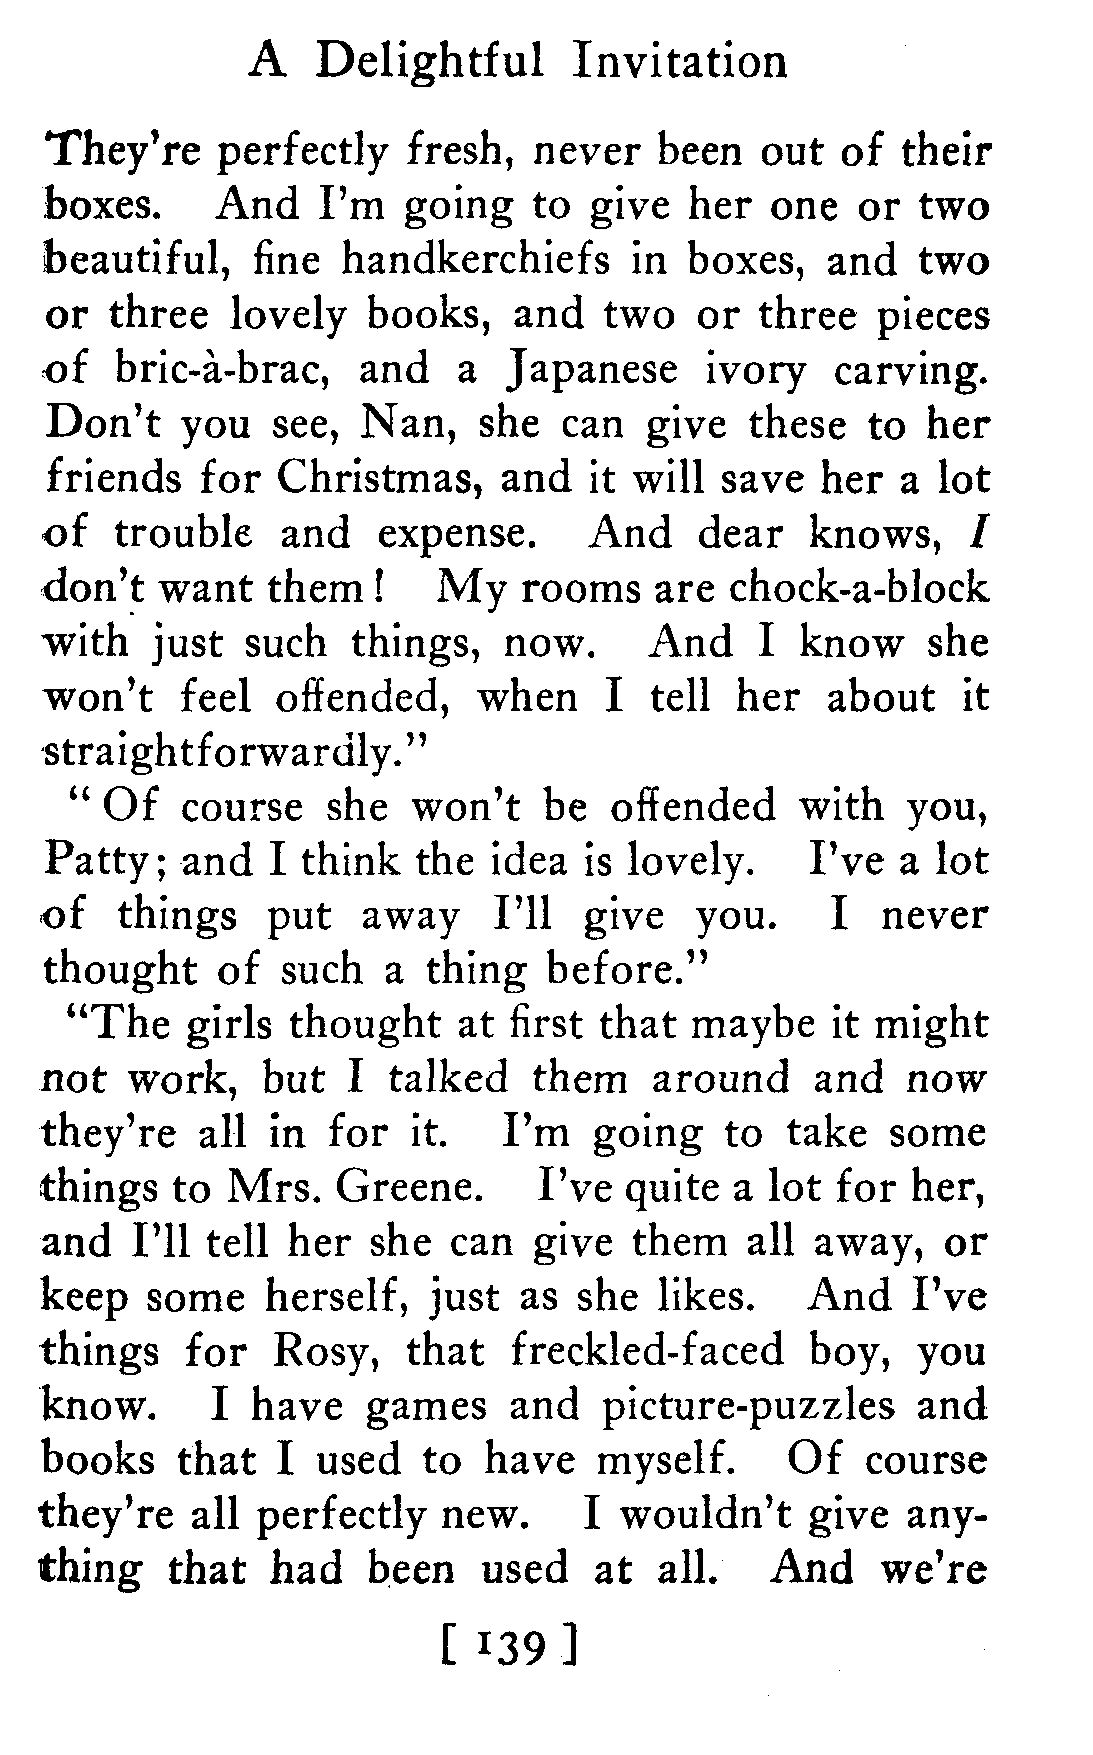 A Delightful Invitation
They're perfectly fresh, never been out of their
boxes. And I'm going to give her one or two
beautiful, fine handkerchiefs in boxes, and two
or three lovely books, and two or three pieces
of bric-à-brac, and a Japanese ivory carving.
Don't you see, Nan, she can give these to her
friends for Christmas, and it will save her a lot
of trouble and expense. And dear knows, I
don't want them! My rooms are chock-a-block
with just such things, now. And I know she
won't feel offended, when I tell her about it
straightforwardly."
"Of course she won't be offended with you,
Patty; and I think the idea is lovely. I've a lot
of things put away I'll give you. I never
thought of such a thing before."
"The girls thought at first that maybe it might
not work, but I talked them around and now
they're all in for it. I'm going to take some
things to Mrs. Greene. I've quite a lot for her,
and I'll tell her she can give them all away, or
keep some herself, just as she likes. And I've
things for Rosy, that freckled-faced boy, you
know. I have games and picture-puzzles and
books that I used to have myself. Of course
they're all perfectly new. I wouldn't give any-
thing that had been used at all. And we're
[ 139 ]